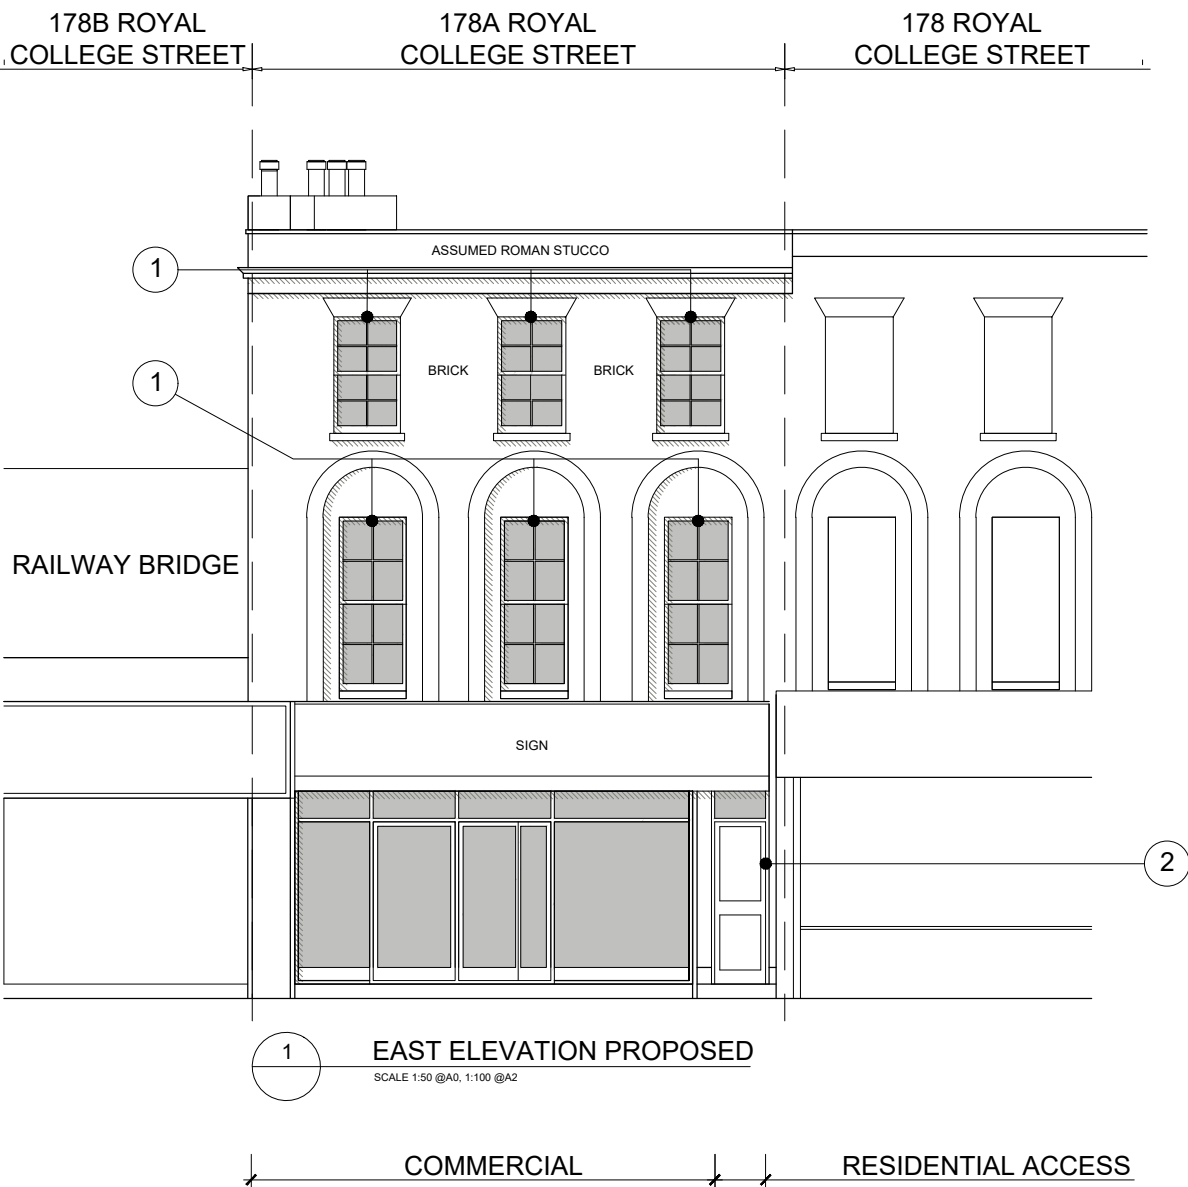 178B ROYAL
COLLEGE STREET
178A ROYAL
COLLEGE STREET
178 ROYAL
COLLEGE STREET
ASSUMED ROMAN STUCCO
1
BRICK
BRICK
1
RAILWAY BRIDGE
SIGN
2
1
EAST ELEVATION PROPOSED
SCALE 1:50 @A0, 1:100 @A2
COMMERCIAL
RESIDENTIAL ACCESS